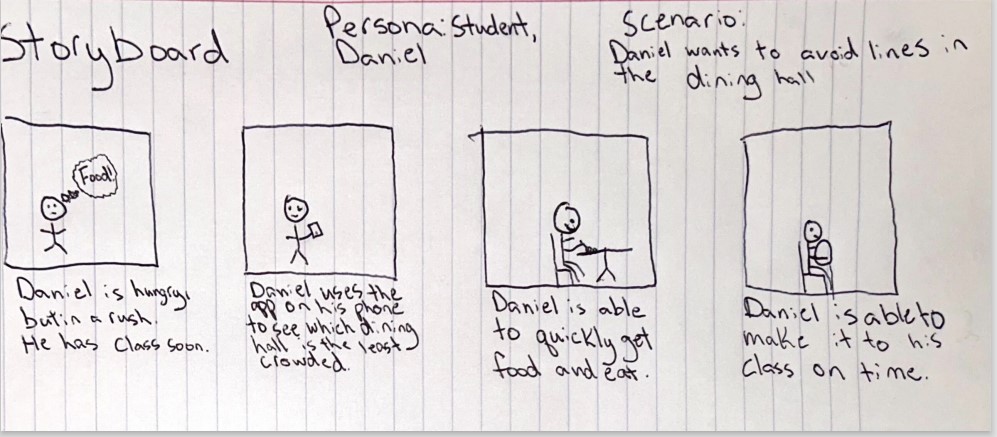 Storyboard
Persona: Student,
Daniel
Scenario:
Daniel wants to avoid lines in
the dining hall
Food!
Daniel is hungry,
but in a rush.
He has class soon.
Daniel uses the
app on his phone
to see which dining
hall is the least
crowded.
Daniel is able
to quickly get
food and eat.
Daniel is able to
make it to his
class on time.